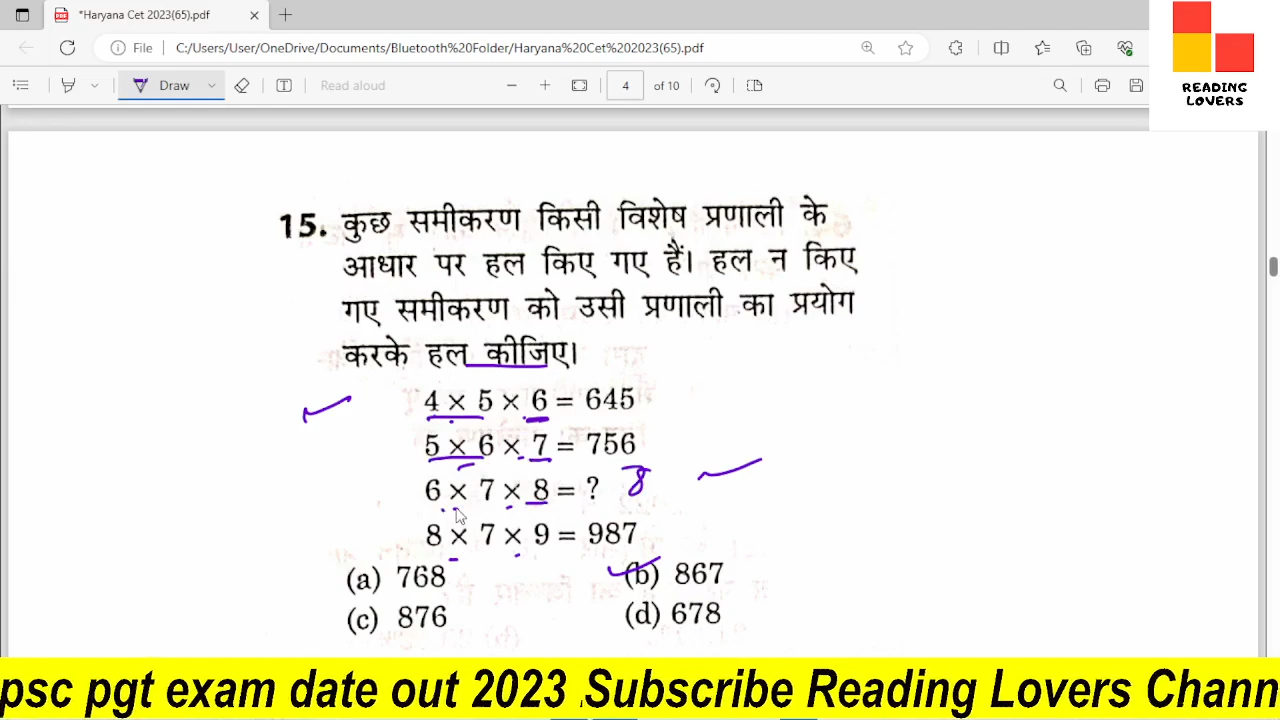 *Haryana Cet 2023(65).pdf
File C:/Users/User/OneDrive/Documents/Bluetooth%20Folder/Haryana%20Cet%202023(65).pdf
Draw Read aloud 4 of 10
READING
LOVERS
15. कुछ समीकरण किसी विशेष प्रणाली के
आधार पर हल किए गए हैं। हल न किए
गए समीकरण को उसी प्रणाली का प्रयोग
करके हल कीजिए।
4 × 5 × 6 = 645
5 × 6 × 7 = 756
6 × 7 × 8 = ? 8
8 × 7 × 9 = 987
(a) 768 (b) 867
(c) 876 (d) 678
psc pgt exam date out 2023 .Subscribe Reading Lovers Chann